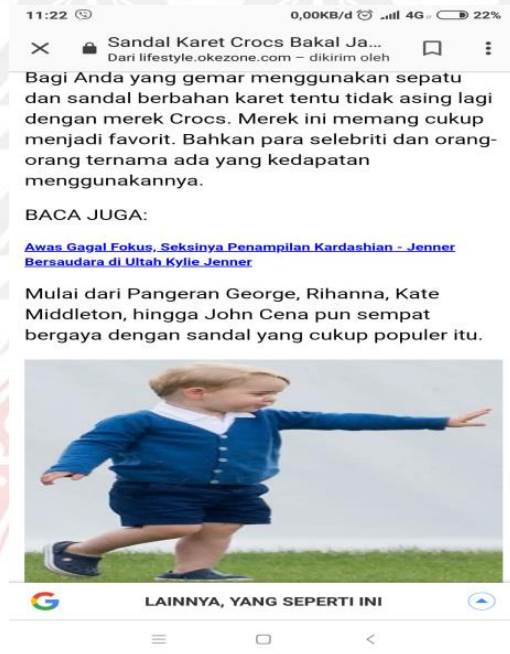 11:22 0,00KB/d 4G 22%
Sandal Karet Crocs Bakal Ja...
Dari lifestyle.okezone.com – dikirim oleh
Bagi Anda yang gemar menggunakan sepatu
dan sandal berbahan karet tentu tidak asing lagi
dengan merek Crocs. Merek ini memang cukup
menjadi favorit. Bahkan para selebriti dan orang-
orang ternama ada yang kedapatan
menggunakannya.
BACA JUGA:
Awas Gagal Fokus, Seksinya Penampilan Kardashian - Jenner
Bersaudara di Ultah Kylie Jenner
Mulai dari Pangeran George, Rihanna, Kate
Middleton, hingga John Cena pun sempat
bergaya dengan sandal yang cukup populer itu.
LAINNYA, YANG SEPERTI INI